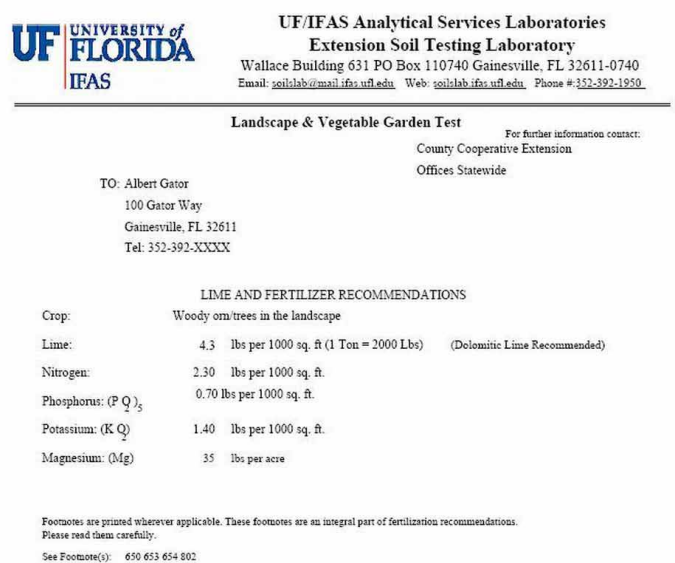 UF UNIVERSITY of FLORIDA IFAS
UF/IFAS Analytical Services Laboratories
Extension Soil Testing Laboratory
Wallace Building 631 PO Box 110740 Gainesville, FL 32611-0740
Email: soilslab@mail.ifas.ufl.edu Web: soilslab.ifas.ufl.edu Phone #:352-392-1950
Landscape & Vegetable Garden Test
For further information contact:
County Cooperative Extension
Offices Statewide
TO: Albert Gator
100 Gator Way
Gainesville, FL 32611
Tel: 352-392-XXXX
LIME AND FERTILIZER RECOMMENDATIONS
Crop: Woody orn/trees in the landscape
Lime: 4.3 lbs per 1000 sq. ft (1 Ton = 2000 Lbs) (Dolomitic Lime Recommended)
Nitrogen: 2.30 lbs per 1000 sq. ft.
Phosphorus: (P2O)5 0.70 lbs per 1000 sq. ft.
Potassium: (K2O) 1.40 lbs per 1000 sq. ft.
Magnesium: (Mg) 35 lbs per acre
Footnotes are printed wherever applicable. These footnotes are an integral part of fertilization recommendations.
Please read them carefully.
See Footnote(s): 650 653 654 802